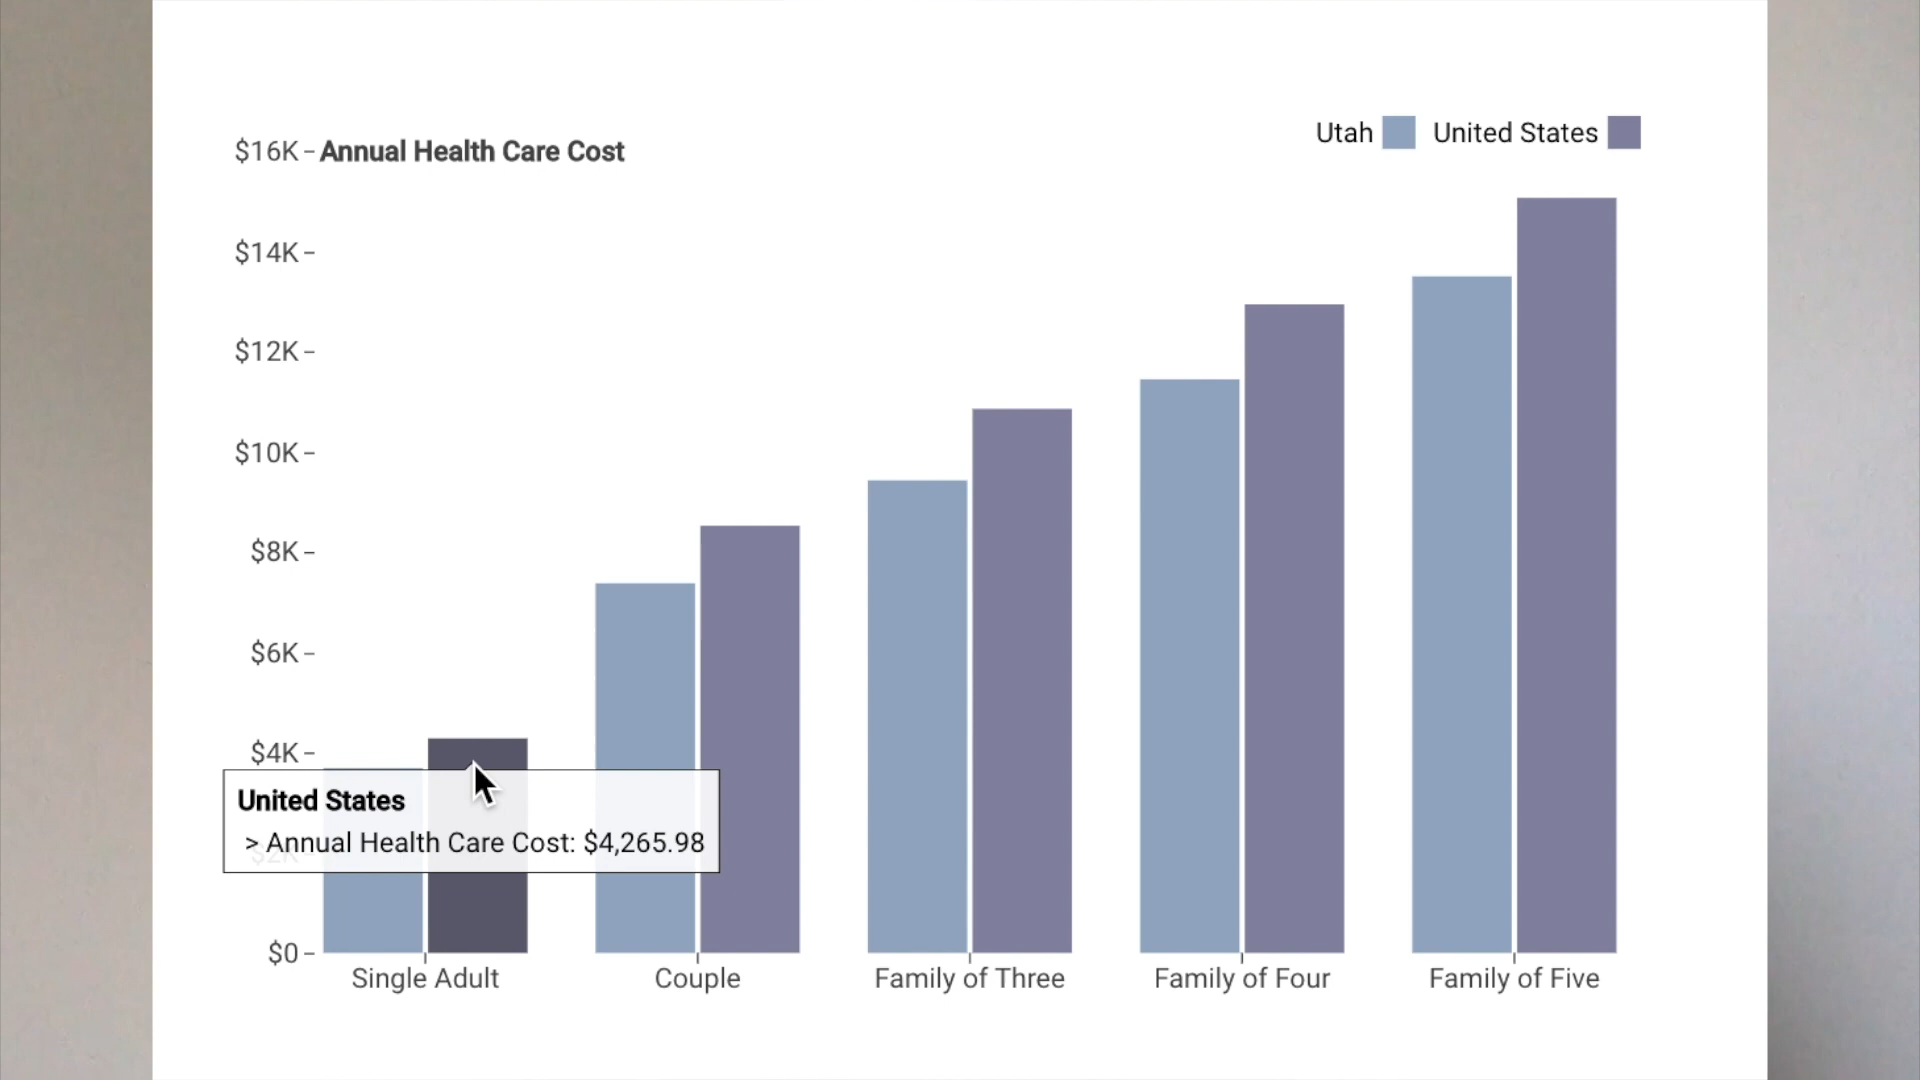 Utah United States
$16K Annual Health Care Cost
$14K
$12K
$10K
$8K
$6K
$4K
United States
> Annual Health Care Cost: $4,265.98
$2K
$0
Single Adult Couple Family of Three Family of Four Family of Five